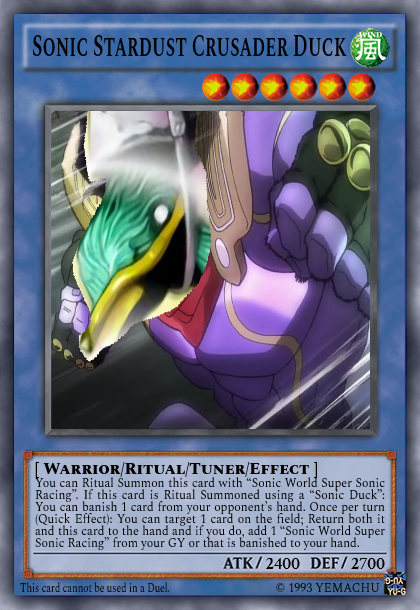 Sonic Stardust Crusader Duck
WIND
風
[ Warrior/Ritual/Tuner/Effect ]
You can Ritual Summon this card with “Sonic World Super Sonic
Racing”. If this card is Ritual Summoned using a “Sonic Duck”:
You can banish 1 card from your opponent's hand. Once per turn
(Quick Effect): You can target 1 card on the field; Return both it
and this card to the hand and if you do, add 1 “Sonic World Super
Sonic Racing” from your GY or that is banished to your hand.
ATK / 2400 DEF / 2700
This card cannot be used in a Duel.
© 1993 YEMACHU